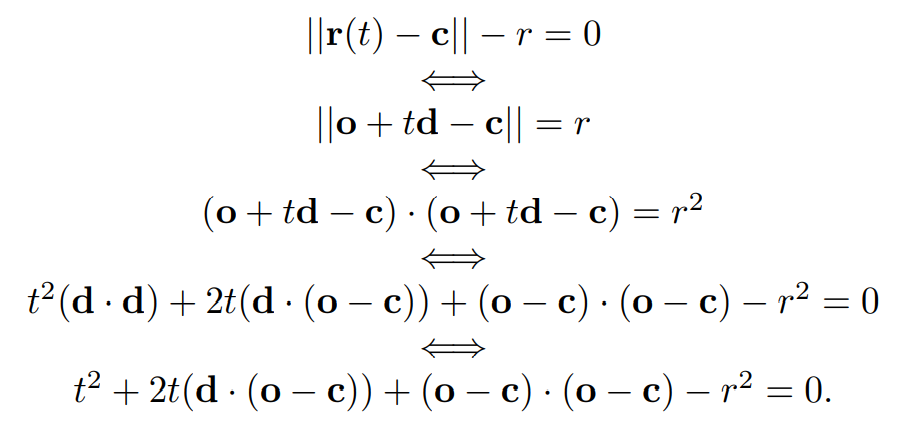 ||r(t) − c|| − r = 0
⟺
||o + td − c|| = r
⟺
(o + td − c) · (o + td − c) = r²
⟺
t²(d · d) + 2t(d · (o − c)) + (o − c) · (o − c) − r² = 0
⟺
t² + 2t(d · (o − c)) + (o − c) · (o − c) − r² = 0.